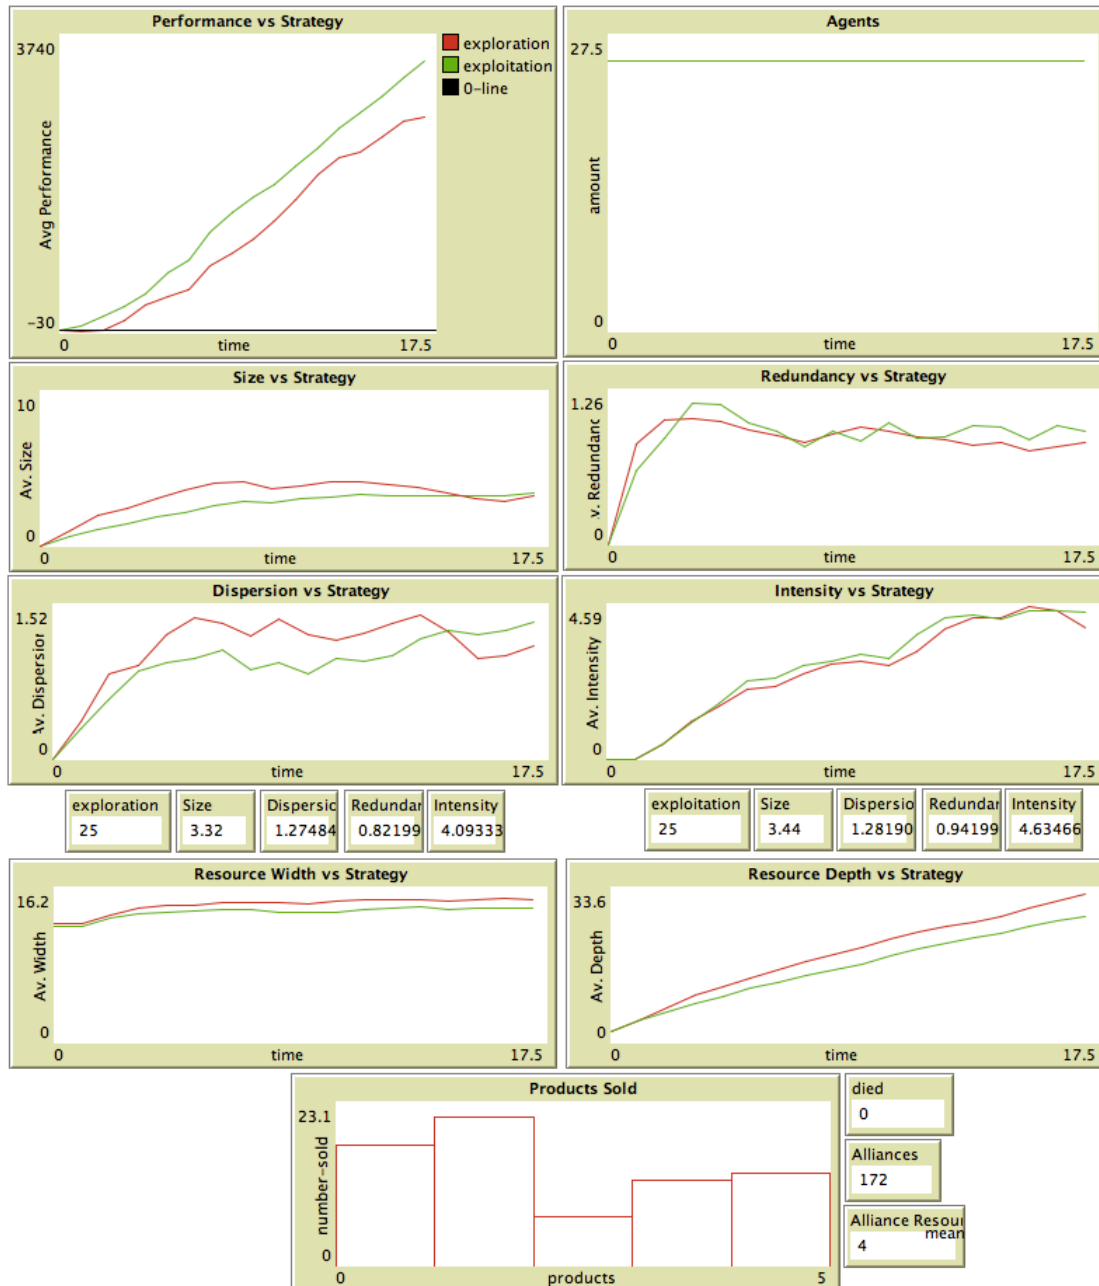 Performance vs Strategy
3740
Avg Performance
-30
0
time
17.5
exploration
exploitation
0-line
Agents
27.5
amount
0
0
time
17.5
Size vs Strategy
10
Av. Size
0
0
time
17.5
Redundancy vs Strategy
1.26
v. Redundanc
0
0
time
17.5
Dispersion vs Strategy
1.52
Av. Dispersion
0
0
time
17.5
Intensity vs Strategy
4.59
Av. Intensity
0
0
time
17.5
exploration
25
Size
3.32
Dispersio
1.27484
Redundar
0.82199
Intensity
4.09333
exploitation
25
Size
3.44
Dispersio
1.28190
Redundar
0.94199
Intensity
4.63466
Resource Width vs Strategy
16.2
Av. Width
0
0
time
17.5
Resource Depth vs Strategy
33.6
Av. Depth
0
0
time
17.5
Products Sold
23.1
number-sold
0
0
products
5
died
0
Alliances
172
Alliance Resou
mean
4